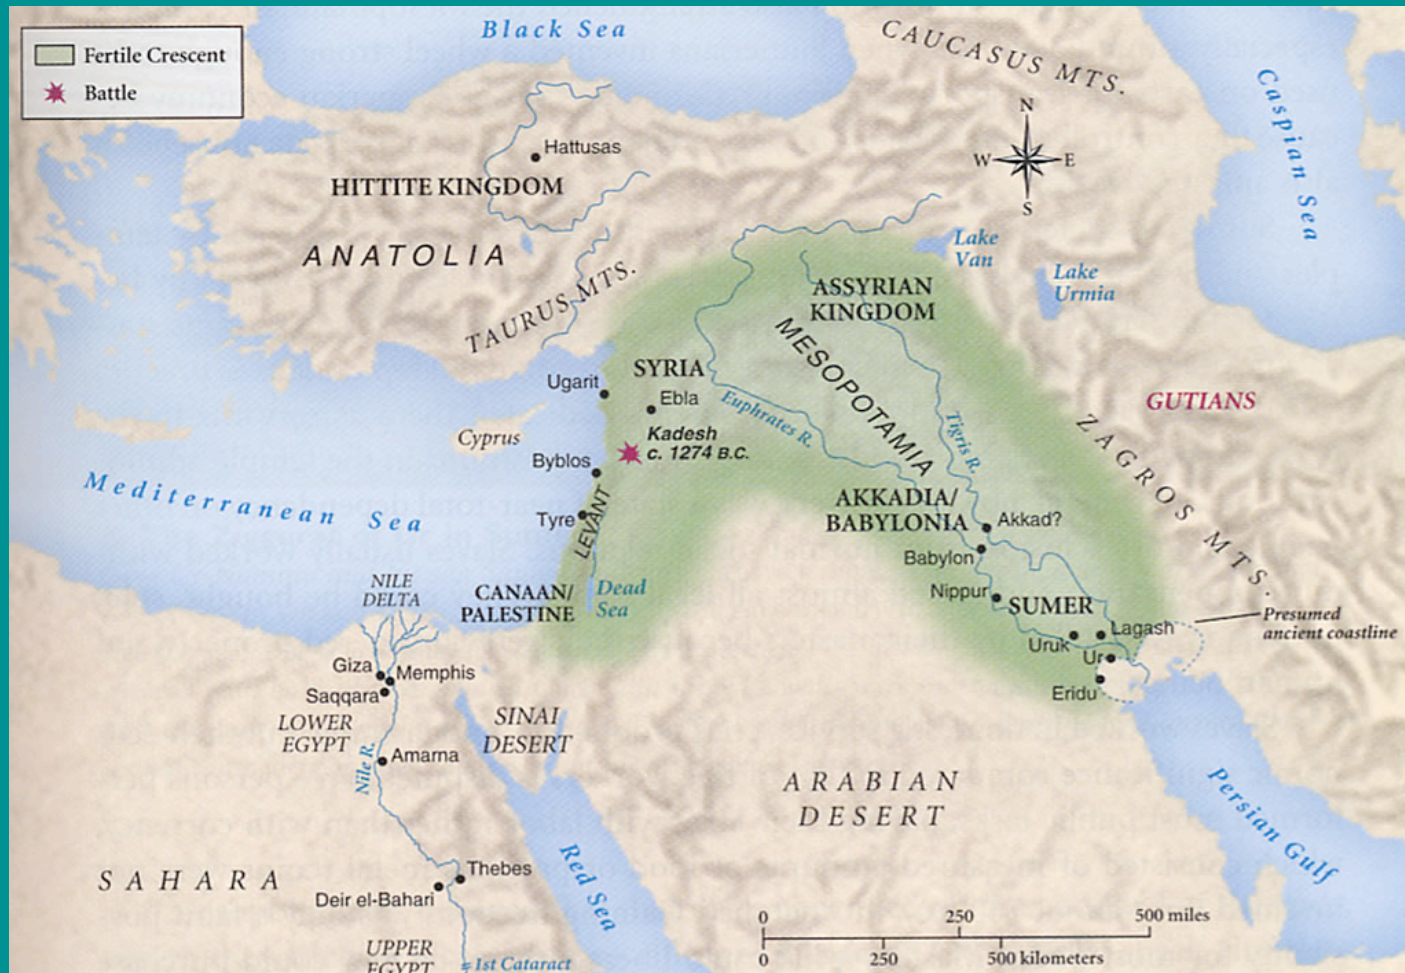 Fertile Crescent
Battle
Black Sea
CAUCASUS MTS.
Caspian Sea
N
W
E
S
Hattusas
HITTITE KINGDOM
ANATOLIA
TAURUS MTS.
Lake
Van
Lake
Urmia
ASSYRIAN
KINGDOM
MESOPOTAMIA
SYRIA
Ugarit
Ebla
Euphrates R.
Tigris R.
GUTIANS
ZAGROS MTS.
Cyprus
Kadesh
c. 1274 B.C.
Byblos
Mediterranean Sea
Tyre
LEVANT
AKKADIA/
BABYLONIA
Akkad?
Babylon
Nippur
SUMER
NILE
DELTA
CANAAN/
PALESTINE
Dead
Sea
Presumed
ancient coastline
Lagash
Uruk
Ur
Eridu
Giza
Memphis
Saqqara
LOWER
EGYPT
SINAI
DESERT
Nile R.
Amarna
ARABIAN
DESERT
Persian Gulf
Red Sea
SAHARA
Thebes
Deir el-Bahari
UPPER
EGYPT
1st Cataract
0
250
500 miles
0
250
500 kilometers